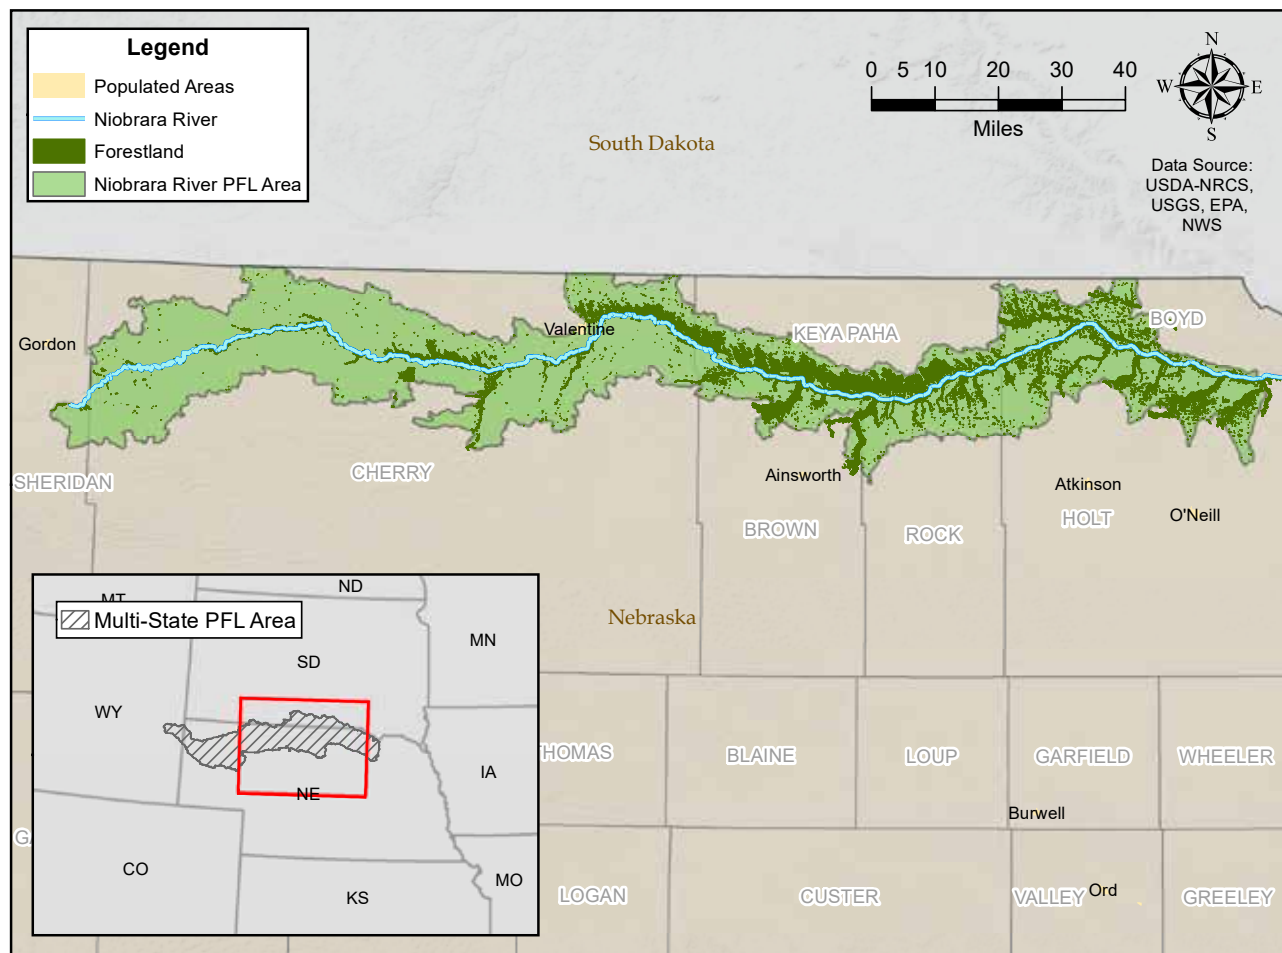 Legend
Populated Areas
Niobrara River
Forestland
Niobrara River PFL Area
0 5 10 20 30 40
Miles
N
W E
S
Data Source:
USDA-NRCS,
USGS, EPA,
NWS
South Dakota
Gordon
Valentine
KEYA PAHA
BOYD
SHERIDAN
CHERRY
Ainsworth
Atkinson
O'Neill
BROWN
ROCK
HOLT
Nebraska
Multi-State PFL Area
ND
MT
MN
SD
WY
IA
NE
CO
KS
MO
THOMAS
BLAINE
LOUP
GARFIELD
WHEELER
Burwell
LOGAN
CUSTER
VALLEY
Ord
GREELEY